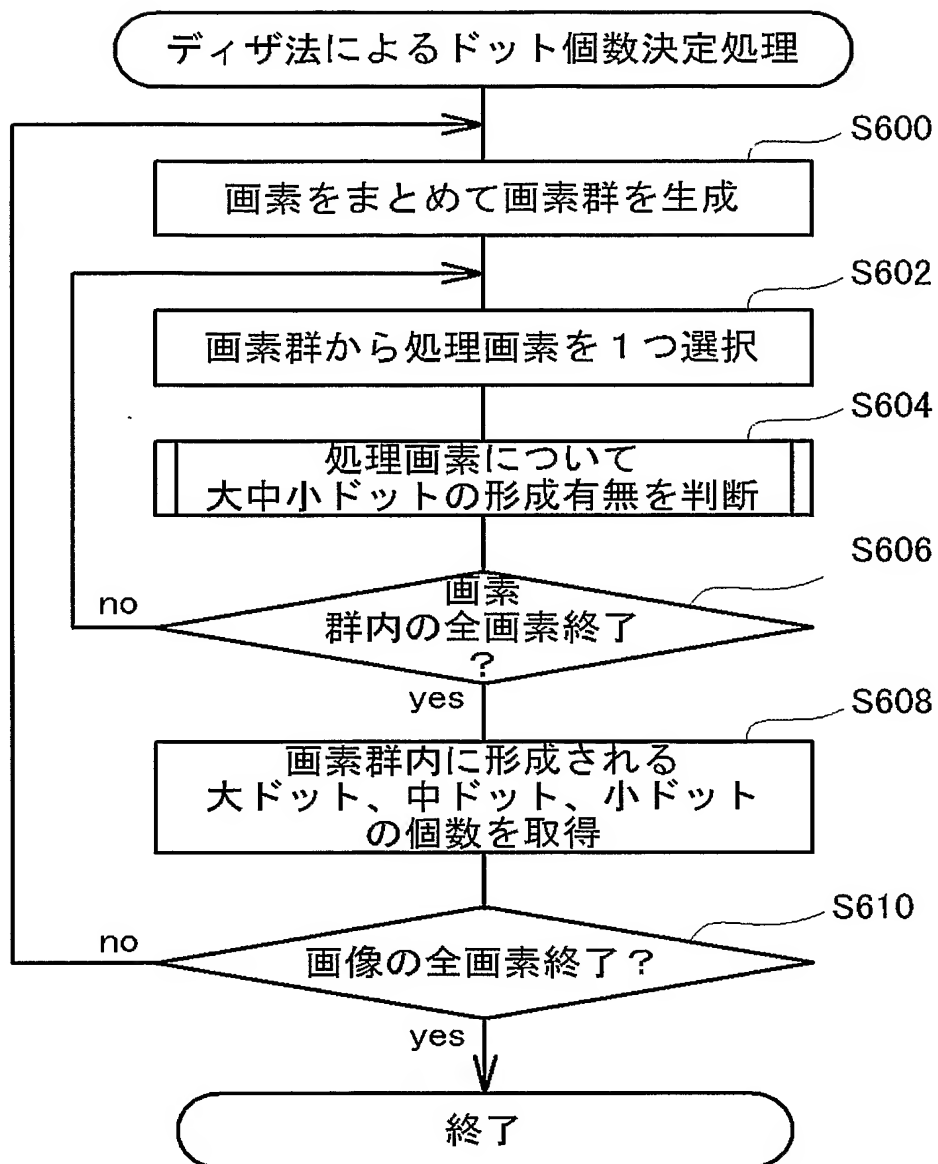 ディザ法によるドット個数決定処理
S600
画素をまとめて画素群を生成
S602
画素群から処理画素を１つ選択
S604
処理画素について
大中小ドットの形成有無を判断
S606
画素
群内の全画素終了
？
no
yes
S608
画素群内に形成される
大ドット、中ドット、小ドット
の個数を取得
S610
画像の全画素終了？
no
yes
終了